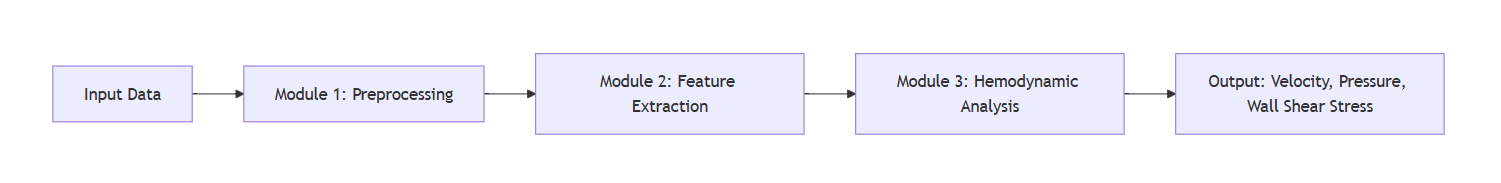 Input Data
Module 1: Preprocessing
Module 2: Feature
Extraction
Module 3: Hemodynamic
Analysis
Output: Velocity, Pressure,
Wall Shear Stress